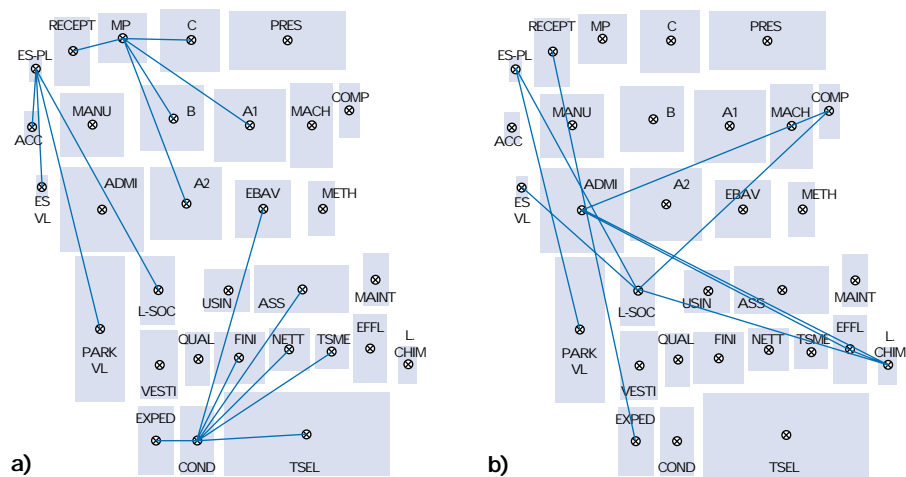 RECEPT MP C PRES
ES-PL
MANU B A1 MACH COMP
ACC
ADMI A2 EBAV METH
ES
VL
L-SOC USIN ASS MAINT
PARK
VL
QUAL FINI NETT TSME EFFL L.
CHIM
VESTI
EXPED
COND TSEL
a)
RECEPT MP C PRES
ES-PL
MANU B A1 MACH COMP
ACC
ADMI A2 EBAV METH
ES
VL
L-SOC USIN ASS MAINT
PARK
VL
QUAL FINI NETT TSME EFFL L.
CHIM
VESTI
EXPED
COND TSEL
b)